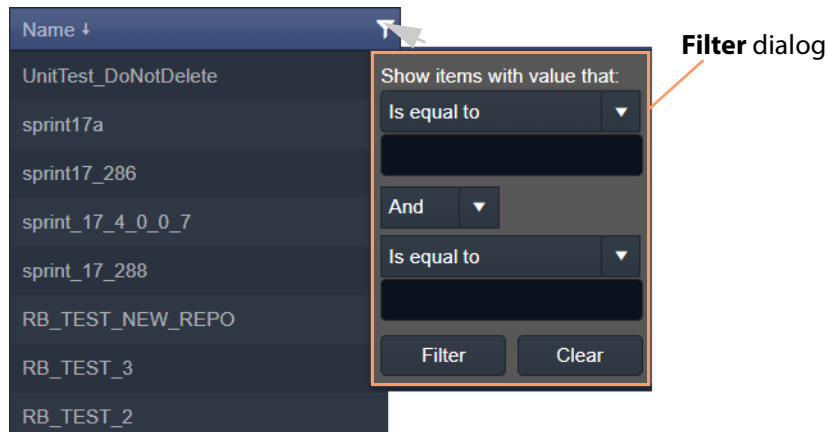 Name ↓
UnitTest_DoNotDelete
sprint17a
sprint17_286
sprint_17_4_0_0_7
sprint_17_288
RB_TEST_NEW_REPO
RB_TEST_3
RB_TEST_2
Show items with value that:
Is equal to
And
Is equal to
Filter Clear
Filter dialog